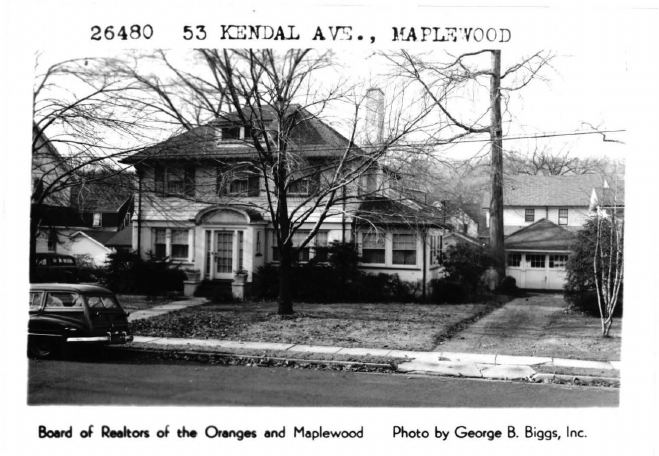 26480 53 KENDAL AVE., MAPLEWOOD
Board of Realtors of the Oranges and Maplewood Photo by George B. Biggs, Inc.